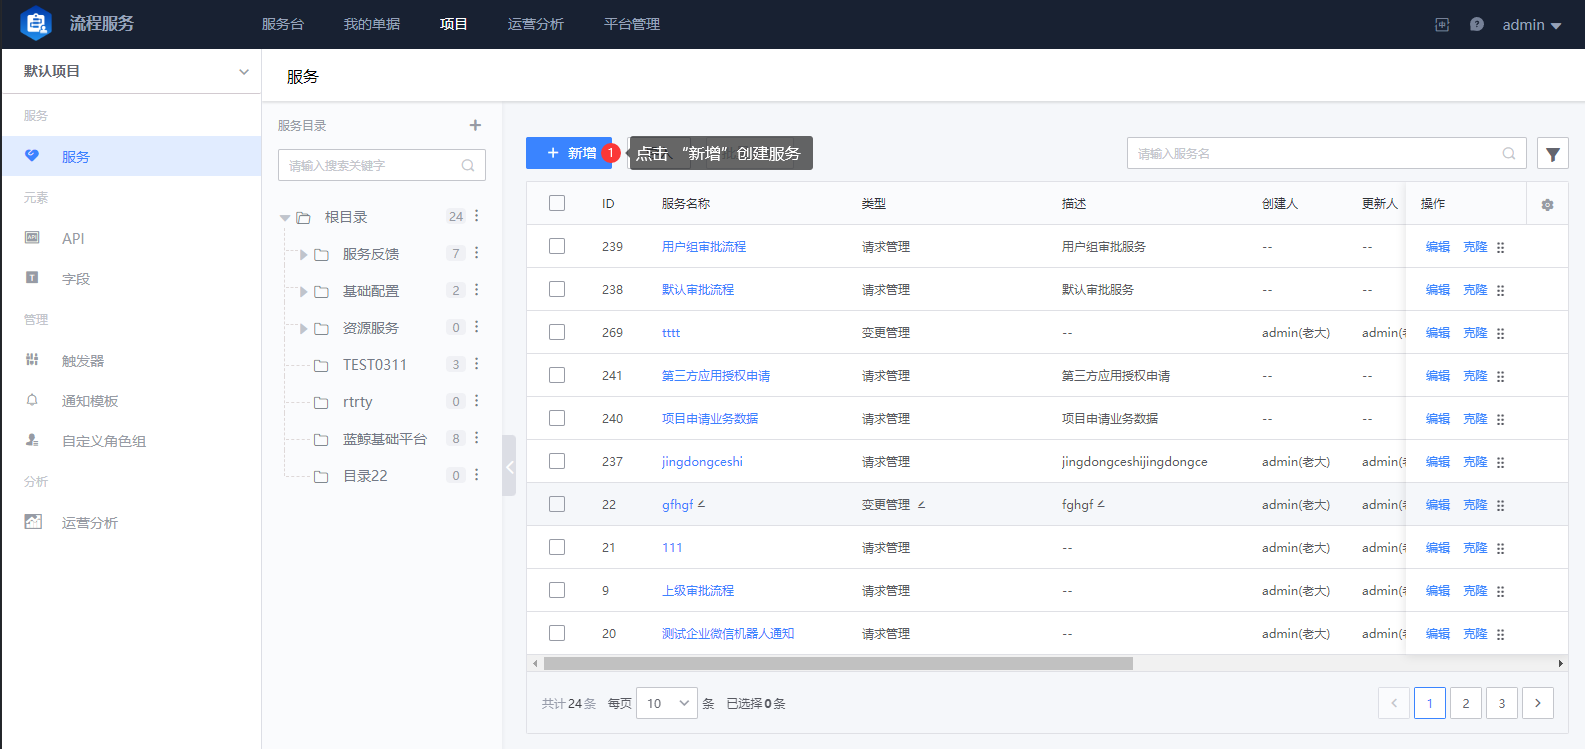 流程服务 服务台 我的单据 项目 运营分析 平台管理 admin
默认项目
服务
服务
服务
元素
API
字段
管理
触发器
通知模板
自定义角色组
分析
运营分析
服务目录
请输入搜索关键字
根目录 24
服务反馈 7
基础配置 2
资源服务 0
TEST0311 3
rtrty 0
蓝鲸基础平台 8
目录22 0
新增 1 点击 “新增” 创建服务 请输入服务名
ID 服务名称 类型 描述 创建人 更新人 操作
239 用户组审批流程 请求管理 用户组审批服务 -- -- 编辑 克隆
238 默认审批流程 请求管理 默认审批服务 -- -- 编辑 克隆
269 tttt 变更管理 -- admin(老大) admin( 编辑 克隆
241 第三方应用授权申请 请求管理 第三方应用授权申请 -- -- 编辑 克隆
240 项目申请业务数据 请求管理 项目申请业务数据 -- -- 编辑 克隆
237 jingdongceshi 请求管理 jingdongceshijingdongce admin(老大) admin( 编辑 克隆
22 gfhgf 变更管理 fghgf admin(老大) admin( 编辑 克隆
21 111 请求管理 -- admin(老大) admin( 编辑 克隆
9 上级审批流程 请求管理 -- admin(老大) admin( 编辑 克隆
20 测试企业微信机器人通知 请求管理 -- admin(老大) admin( 编辑 克隆
共计24条 每页 10 条 已选择0条 1 2 3